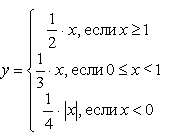 y = { 1/2 · x, если x ≥ 1
1/3 · x, если 0 ≤ x < 1
1/4 · |x|, если x < 0